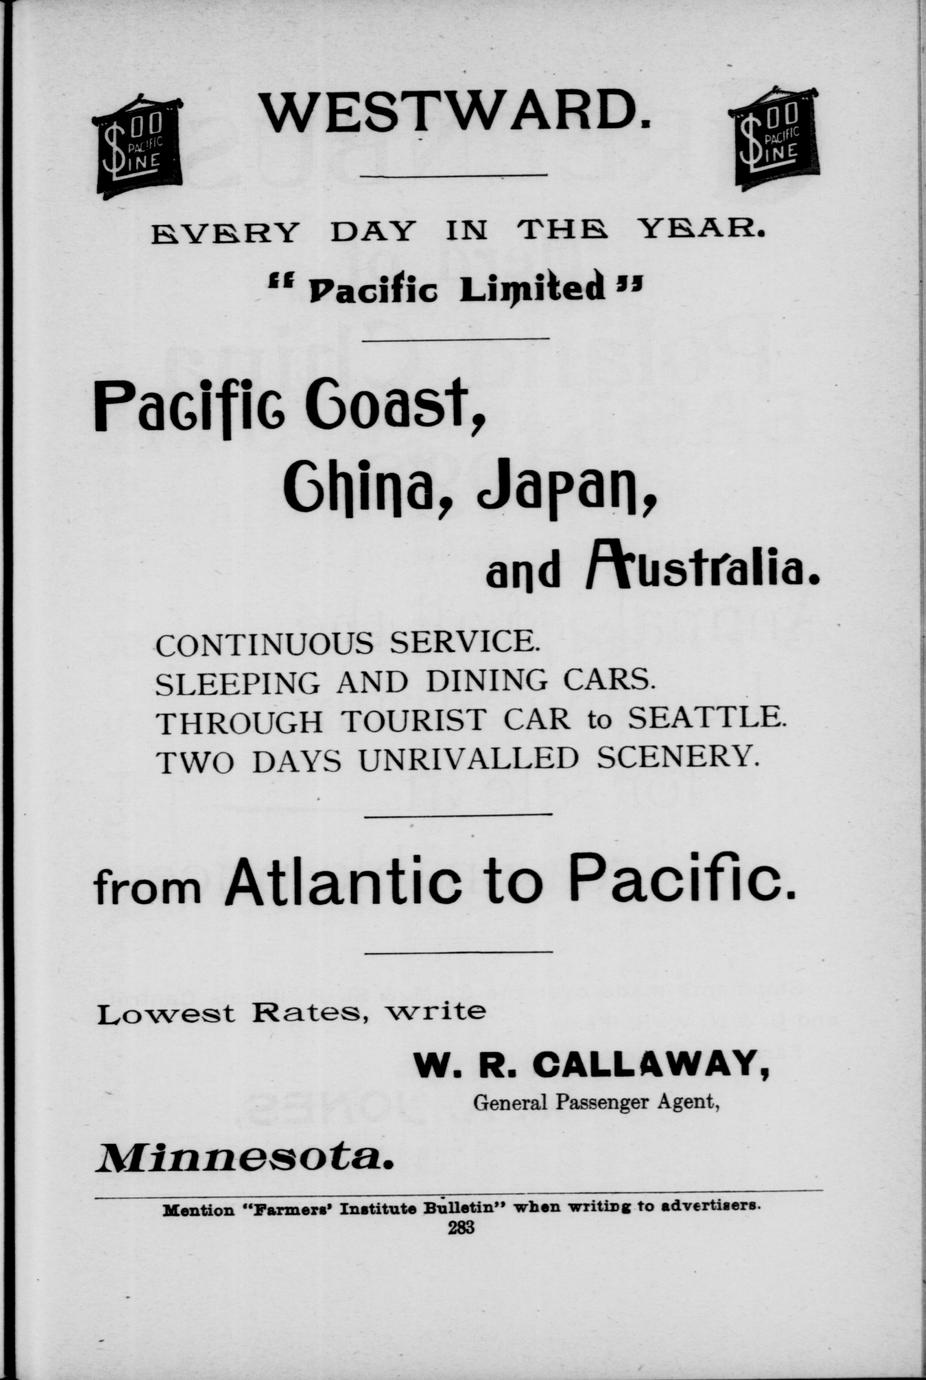 SOO PACIFIC LINE
WESTWARD.
SOO PACIFIC LINE
EVERY DAY IN THE YEAR.
“ Pacific Limited ”
Pacific Coast,
China, Japan,
and Australia.
CONTINUOUS SERVICE.
SLEEPING AND DINING CARS.
THROUGH TOURIST CAR to SEATTLE.
TWO DAYS UNRIVALLED SCENERY.
from Atlantic to Pacific.
Lowest Rates, write
W. R. CALLAWAY,
General Passenger Agent,
Minnesota.
Mention “Farmers’ Institute Bulletin” when writing to advertisers.
283